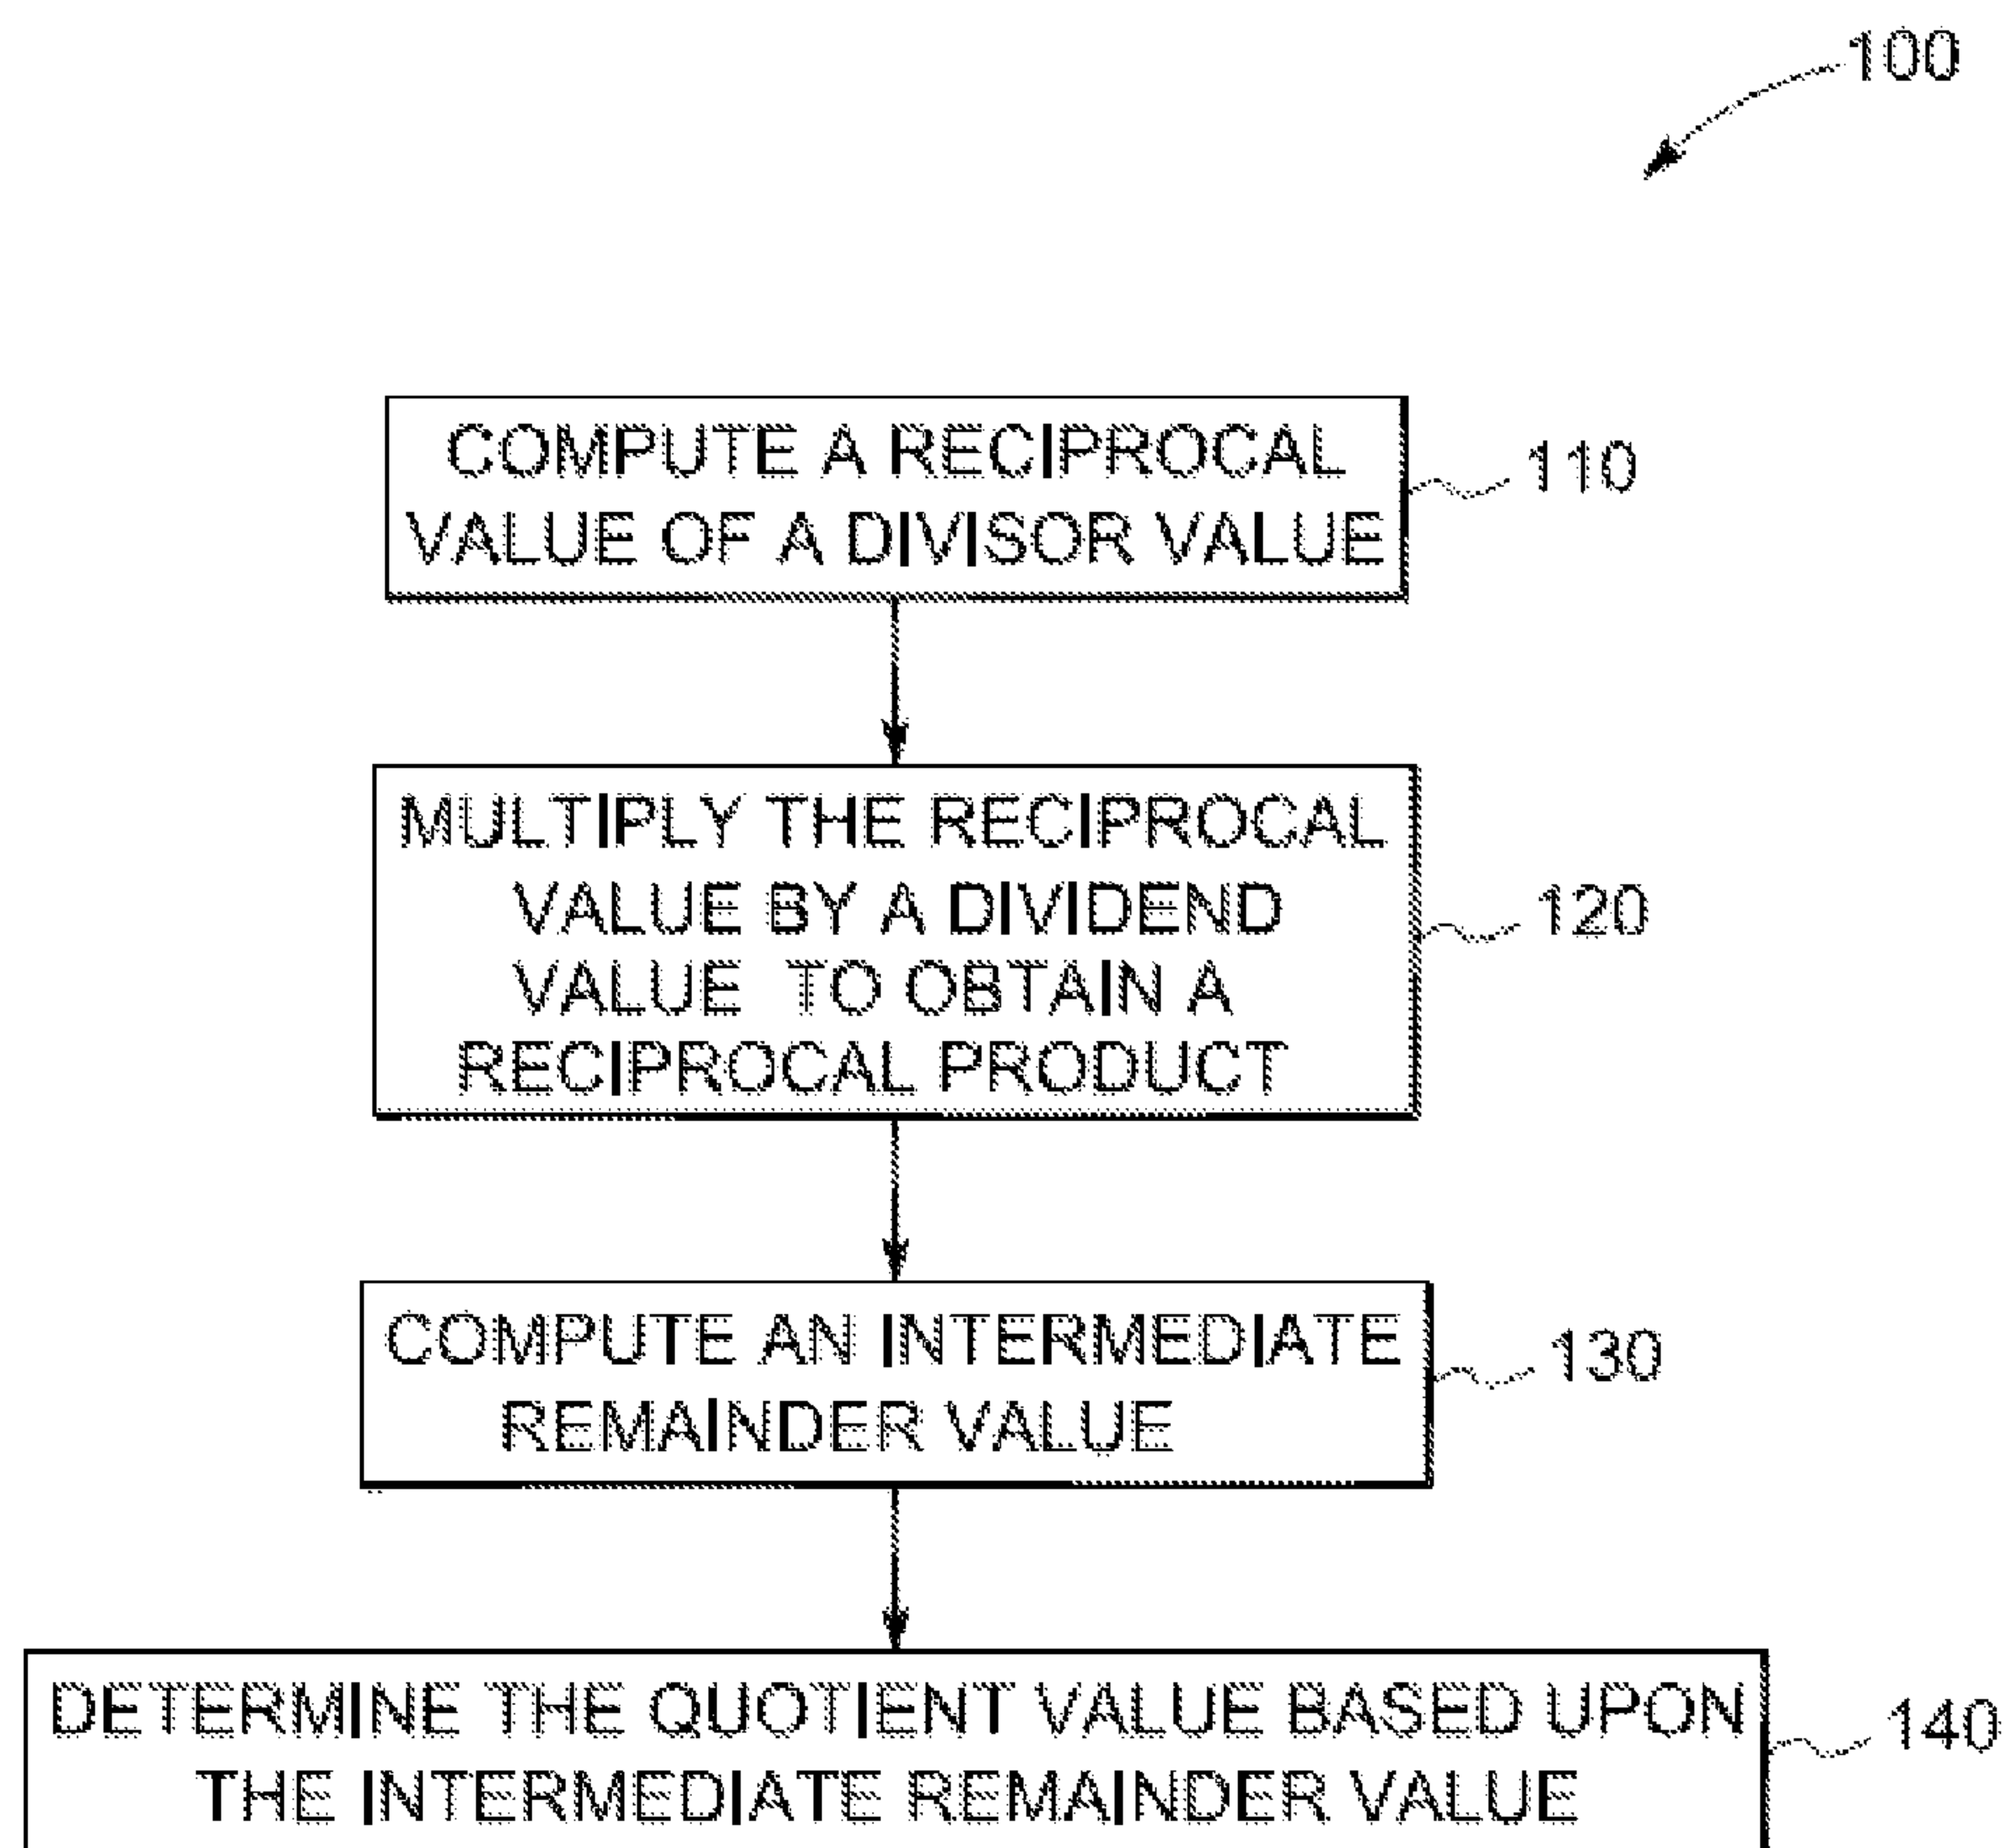 100
COMPUTE A RECIPROCAL
VALUE OF A DIVISOR VALUE
110
MULTIPLY THE RECIPROCAL
VALUE BY A DIVIDEND
VALUE TO OBTAIN A
RECIPROCAL PRODUCT
120
COMPUTE AN INTERMEDIATE
REMAINDER VALUE
130
DETERMINE THE QUOTIENT VALUE BASED UPON
THE INTERMEDIATE REMAINDER VALUE
140